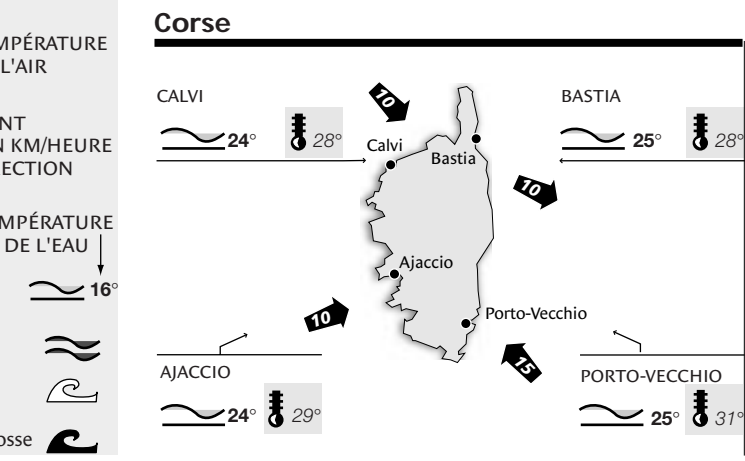 Corse
MPÉRATURE
L'AIR
NT
N KM/HEURE
ECTION
MPÉRATURE
DE L'EAU
16°
osse
CALVI
24°
28°
BASTIA
25°
28°
10
Calvi
Bastia
10
Ajaccio
10
Porto-Vecchio
15
AJACCIO
24°
29°
PORTO-VECCHIO
25°
31°